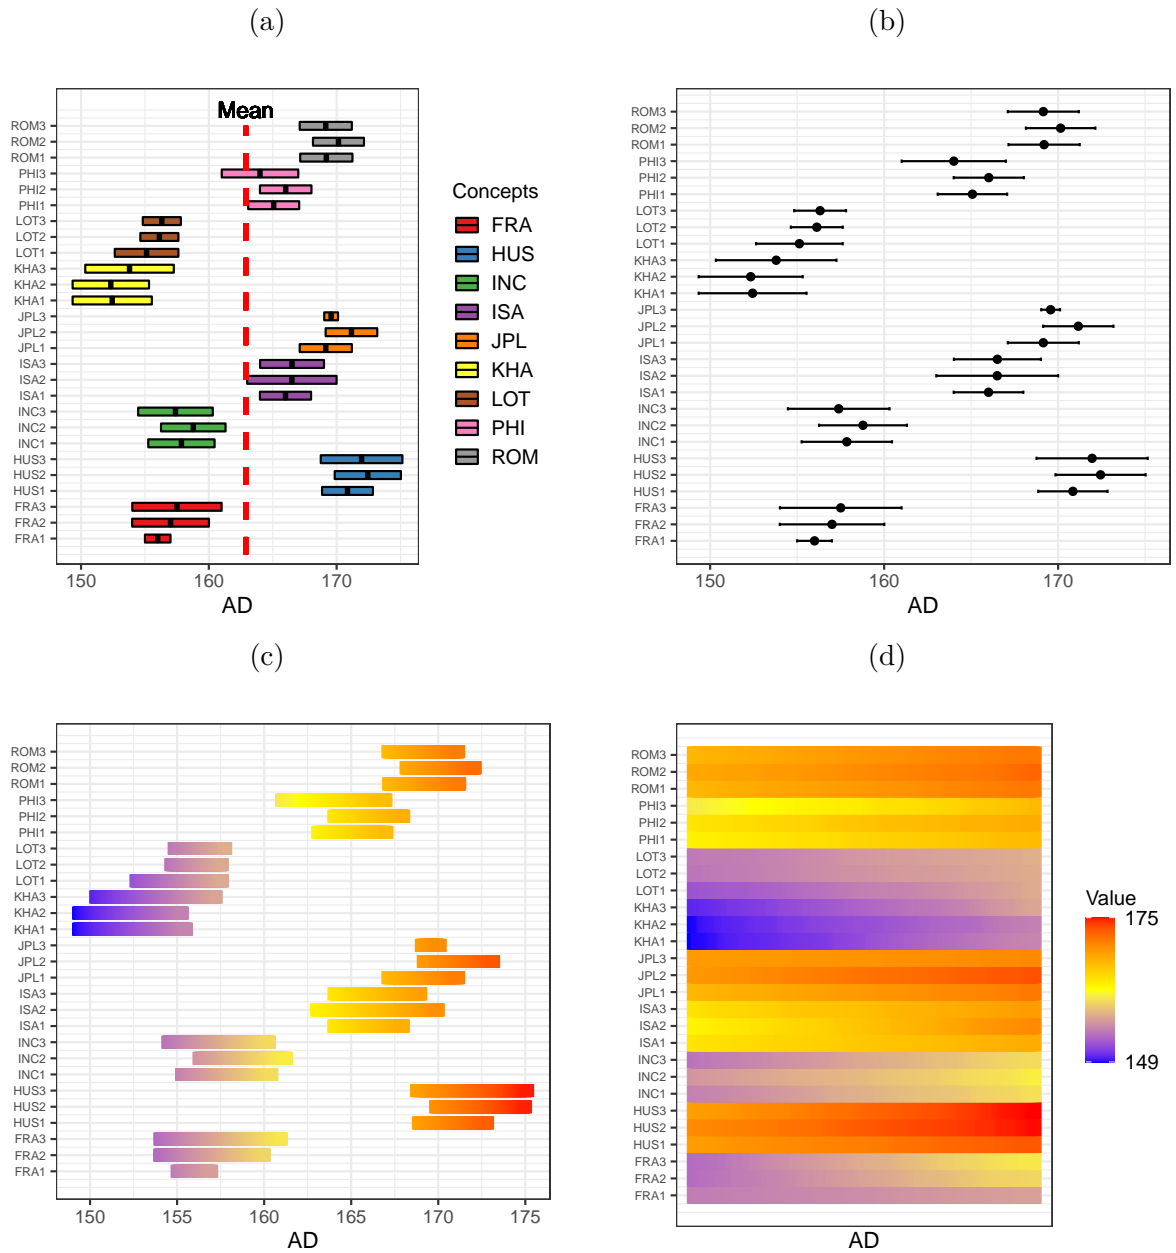 (a)
Mean
ROM3
ROM2
ROM1
PHI3
PHI2
PHI1
LOT3
LOT2
LOT1
KHA3
KHA2
KHA1
JPL3
JPL2
JPL1
ISA3
ISA2
ISA1
INC3
INC2
INC1
HUS3
HUS2
HUS1
FRA3
FRA2
FRA1
150 160 170
AD
Concepts
FRA
HUS
INC
ISA
JPL
KHA
LOT
PHI
ROM
(b)
ROM3
ROM2
ROM1
PHI3
PHI2
PHI1
LOT3
LOT2
LOT1
KHA3
KHA2
KHA1
JPL3
JPL2
JPL1
ISA3
ISA2
ISA1
INC3
INC2
INC1
HUS3
HUS2
HUS1
FRA3
FRA2
FRA1
150 160 170
AD
(c)
ROM3
ROM2
ROM1
PHI3
PHI2
PHI1
LOT3
LOT2
LOT1
KHA3
KHA2
KHA1
JPL3
JPL2
JPL1
ISA3
ISA2
ISA1
INC3
INC2
INC1
HUS3
HUS2
HUS1
FRA3
FRA2
FRA1
150 155 160 165 170 175
AD
(d)
ROM3
ROM2
ROM1
PHI3
PHI2
PHI1
LOT3
LOT2
LOT1
KHA3
KHA2
KHA1
JPL3
JPL2
JPL1
ISA3
ISA2
ISA1
INC3
INC2
INC1
HUS3
HUS2
HUS1
FRA3
FRA2
FRA1
AD
Value
175
149